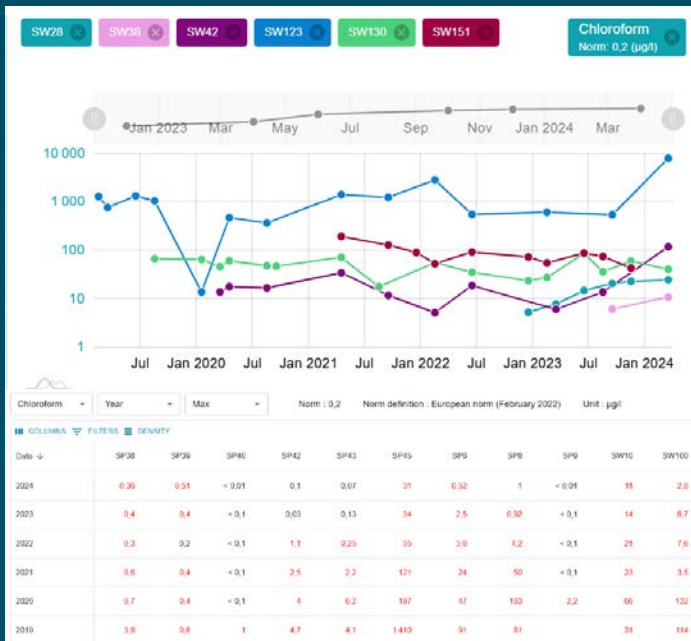 SW28 SW38 SW42 SW123 SW130 SW151 Chloroform
Norm: 0,2 (µg/l)
Jan 2023 Mar May Jul Sep Nov Jan 2024 Mar
10 000
1 000
100
10
1
Jul Jan 2020 Jul Jan 2021 Jul Jan 2022 Jul Jan 2023 Jul Jan 2024
Chloroform Year Max Norm : 0,2 Norm definition : European norm (February 2022) Unit : µg/l
COLUMNS FILTERS DENSITY
Date SP38 SP39 SP40 SP42 SP43 SP45 SP6 SP8 SP9 SW10 SW100
2024 0,36 0,51 < 0,01 0,1 0,07 31 0,52 1 < 0,01 11 2,8
2023 0,4 0,4 < 0,1 0,03 0,13 34 2,5 0,92 < 0,1 14 6,7
2022 0,3 0,2 < 0,1 1,1 0,25 55 3,6 4,2 < 0,1 21 7,6
2021 0,6 0,4 < 0,1 2,5 2,2 121 24 50 < 0,1 23 3,5
2020 0,7 0,4 < 0,1 4 6,2 197 47 163 2,2 66 132
2019 3,9 0,8 1 4,7 4,1 1 410 91 81 31 114